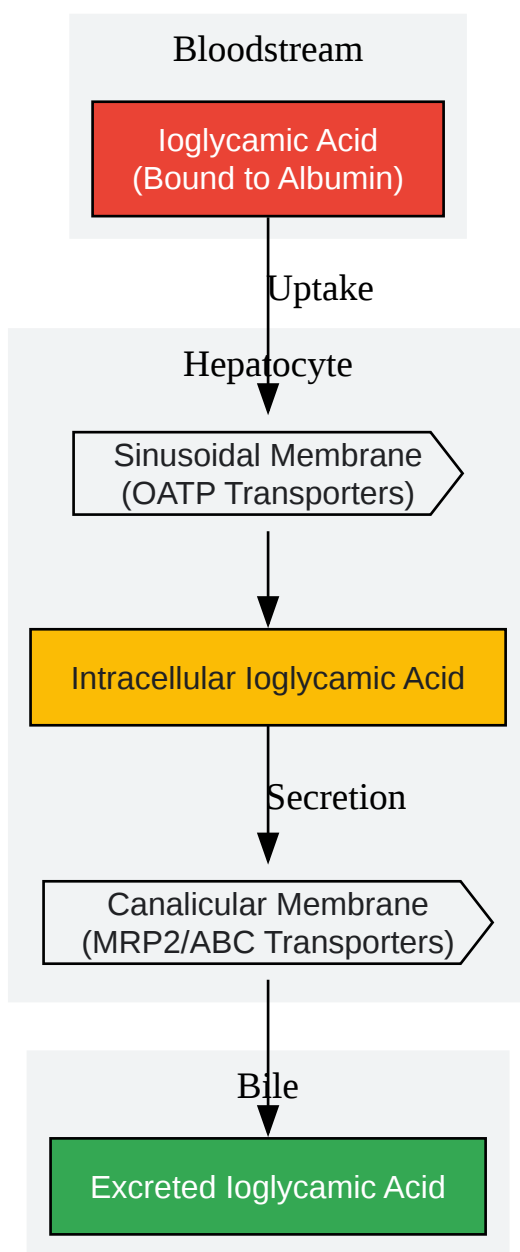 Bloodstream
Ioglycamic Acid
(Bound to Albumin)
Uptake
Hepatocyte
Sinusoidal Membrane
(OATP Transporters)
Intracellular Ioglycamic Acid
Secretion
Canalicular Membrane
(MRP2/ABC Transporters)
Bile
Excreted Ioglycamic Acid